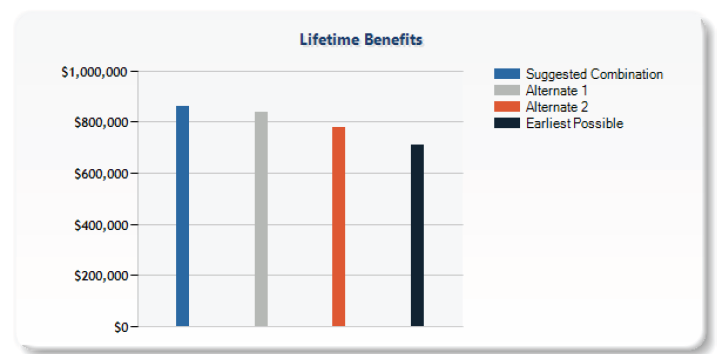 Lifetime Benefits
$1,000,000
$800,000
$600,000
$400,000
$200,000
$0
Suggested Combination
Alternate 1
Alternate 2
Earliest Possible